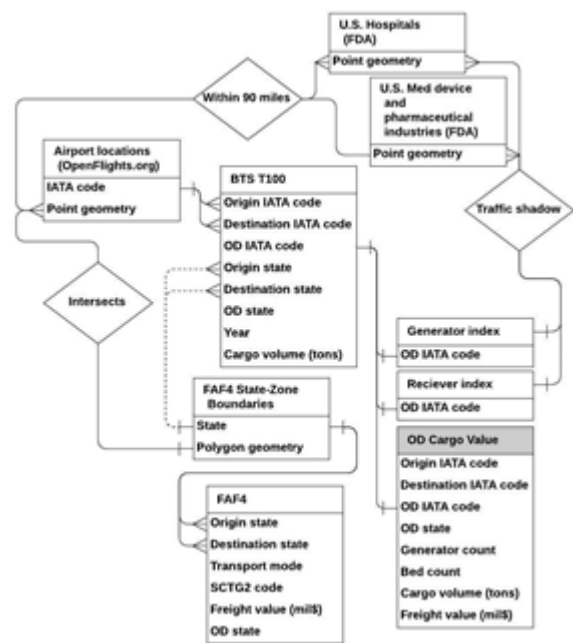 U.S. Hospitals
(FDA)
Point geometry
Within 90 miles
U.S. Med device
and
pharmaceutical
industries (FDA)
Point geometry
Airport locations
(OpenFlights.org)
IATA code
Point geometry
BTS T100
Origin IATA code
Destination IATA code
OD IATA code
Origin state
Destination state
OD state
Year
Cargo volume (tons)
Traffic shadow
Intersects
Generator index
OD IATA code
Reciever index
OD IATA code
FAF4 State-Zone
Boundaries
State
Polygon geometry
OD Cargo Value
Origin IATA code
Destination IATA code
OD IATA code
OD state
Generator count
Bed count
Cargo volume (tons)
Freight value (mil$)
FAF4
Origin state
Destination state
Transport mode
SCTG2 code
Freight value (mil$)
OD state